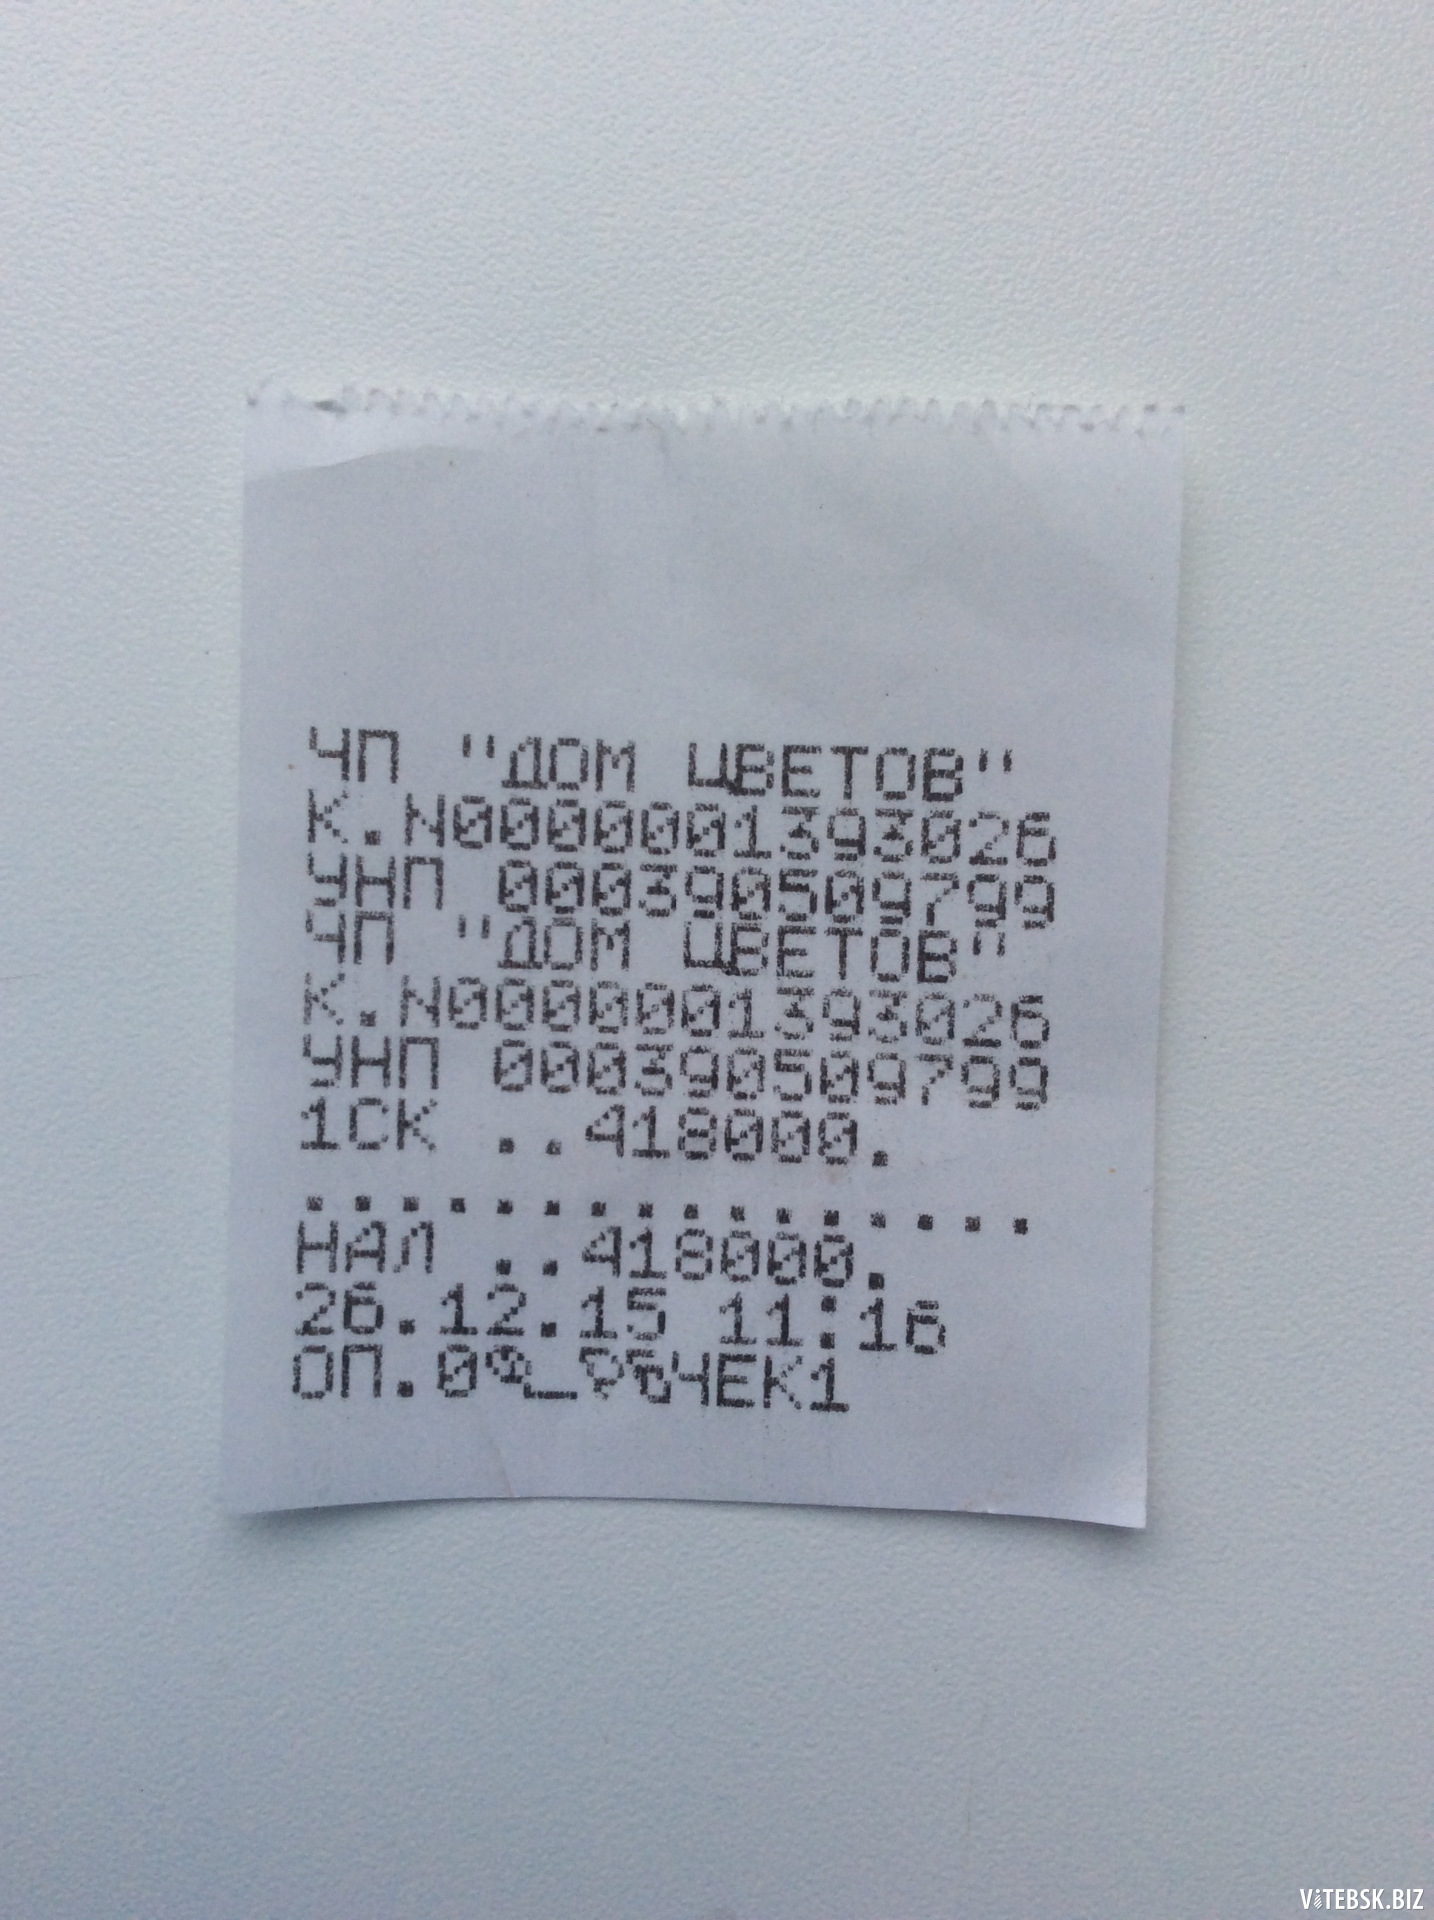 ЧП "ДОМ ЦВЕТОВ"
К.N0000001393026
УНП 000390509799
ЧП "ДОМ ЦВЕТОВ"
К.N0000001393026
УНП 000390509799
1СК ..418000.
................
НАЛ ..418000.
26.12.15 11:16
ОП.0 ЧЕК1
ViTEBSK.BIZ